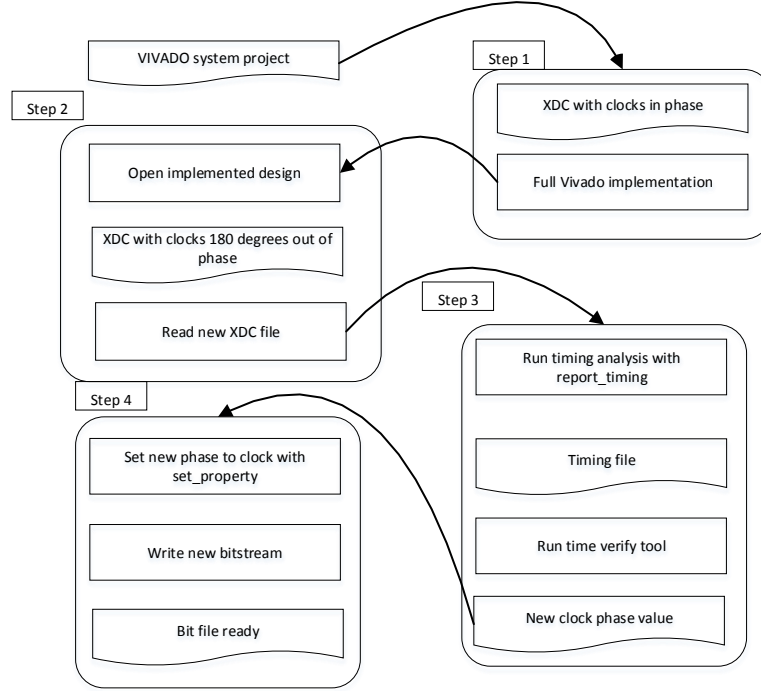 VIVADO system project
Step 1
XDC with clocks in phase
Full Vivado implementation
Step 2
Open implemented design
XDC with clocks 180 degrees out of
phase
Read new XDC file
Step 3
Run timing analysis with
report_timing
Timing file
Run time verify tool
New clock phase value
Step 4
Set new phase to clock with
set_property
Write new bitstream
Bit file ready